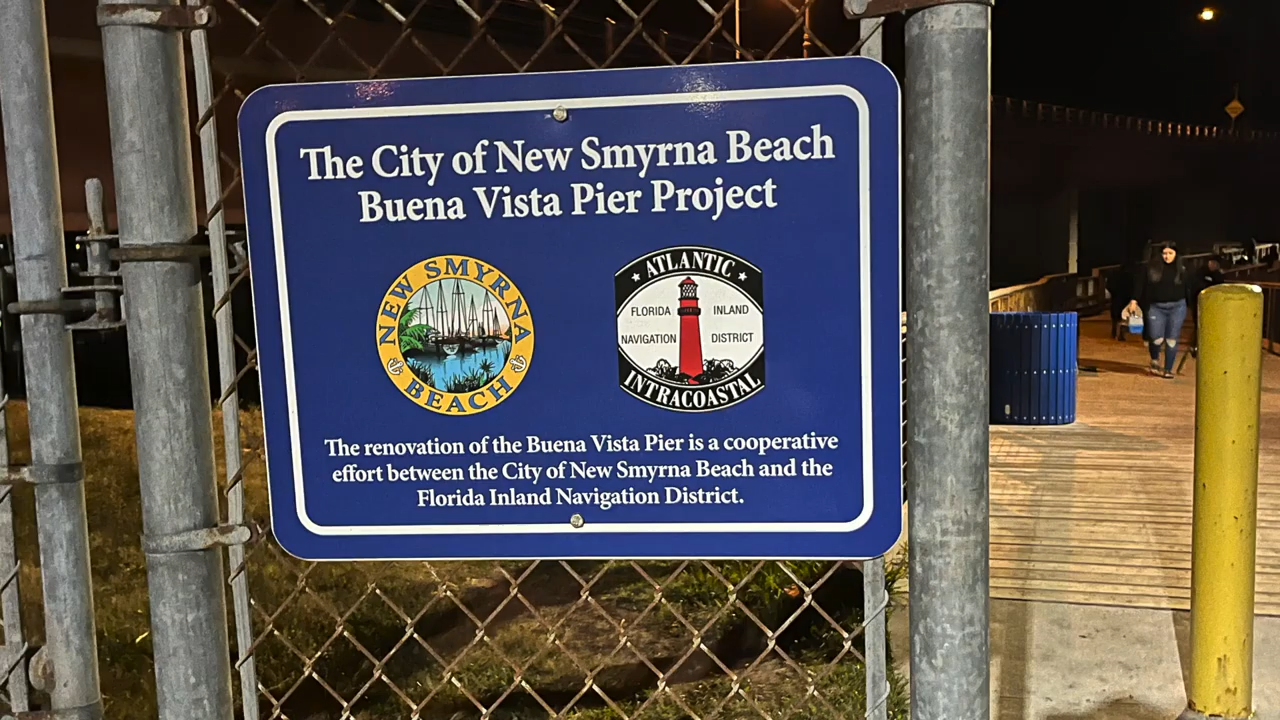 The City of New Smyrna Beach
Buena Vista Pier Project
NEW SMYRNA
BEACH
ATLANTIC
FLORIDA INLAND
NAVIGATION DISTRICT
INTRACOASTAL
The renovation of the Buena Vista Pier is a cooperative
effort between the City of New Smyrna Beach and the
Florida Inland Navigation District.